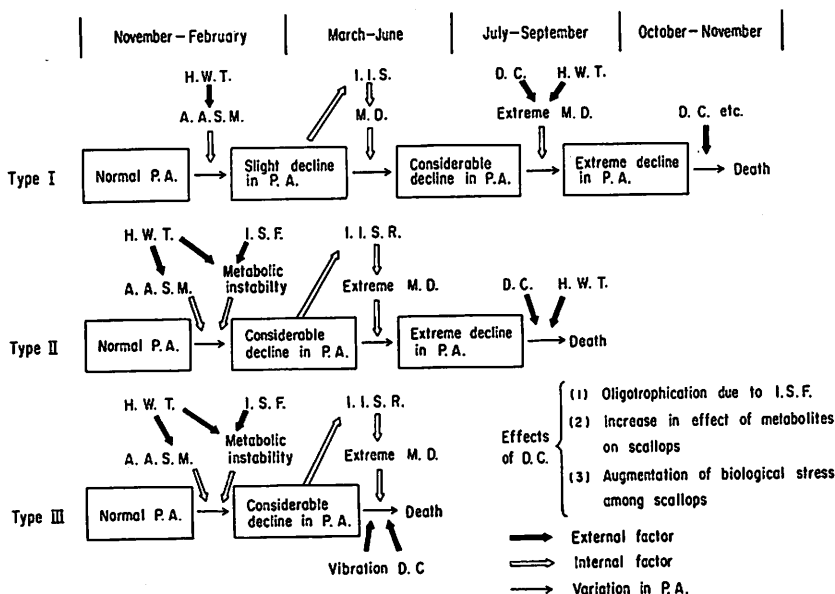 November – February
March – June
July – September
October – November
H. W. T.
A. A. S. M.
I. I. S.
M. D.
D. C. H. W. T.
Extreme M. D.
D. C. etc.
Type I
Normal P. A.
Slight decline
in P. A.
Considerable
decline in P. A.
Extreme decline
in P. A.
Death
H. W. T. I. S. F.
Metabolic
instabilty
A. A. S. M.
I. I. S. R.
Extreme M. D.
D. C. H. W. T.
Type II
Normal P. A.
Considerable
decline in P. A.
Extreme decline
in P. A.
Death
H. W. T. I. S. F.
Metabolic
instability
A. A. S. M.
I. I. S. R.
Extreme M. D.
Type III
Normal P. A.
Considerable
decline in P. A.
Death
Vibration D. C
Effects
of D. C.
(1) Oligotrophication due to I. S. F.
(2) Increase in effect of metabolites
on scallops
(3) Augmentation of biological stress
among scallops
External factor
Internal factor
Variation in P. A.